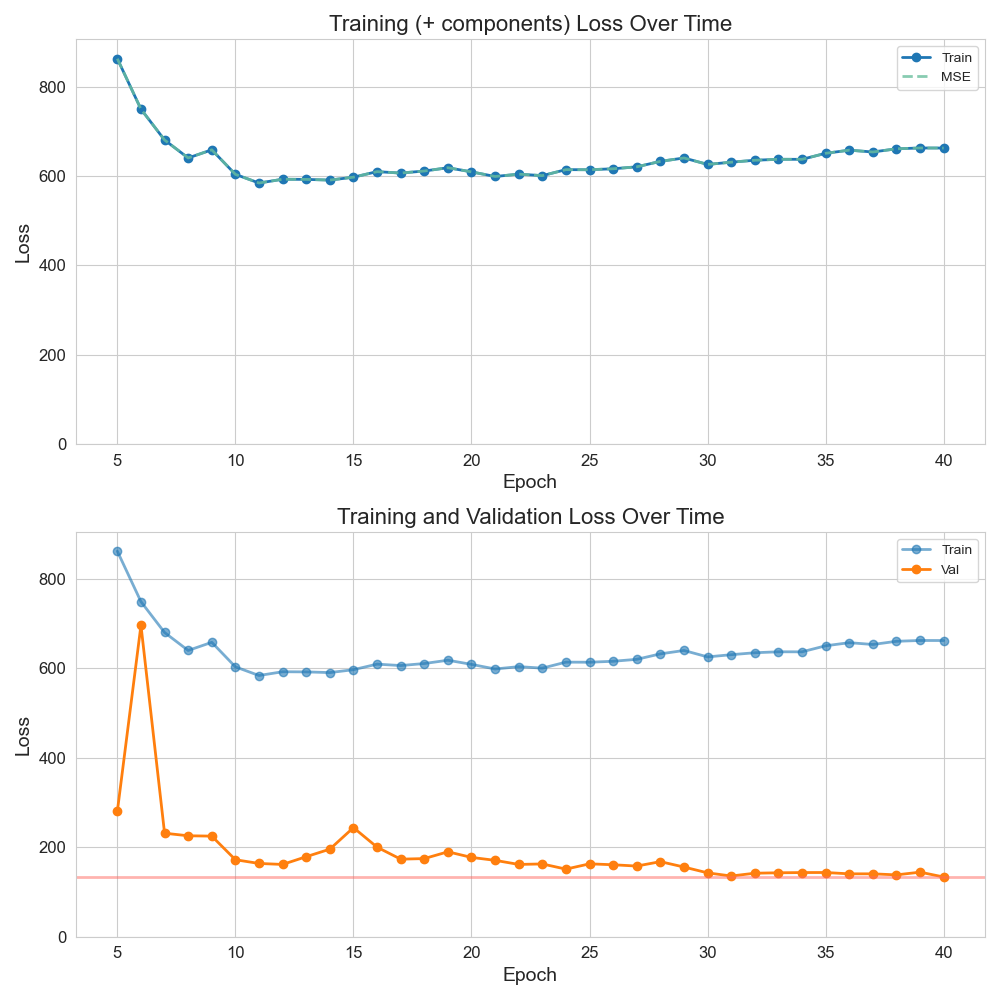 Training (+ components) Loss Over Time
Train
MSE
800
600
400
200
0
Loss
5 10 15 20 25 30 35 40
Epoch
Training and Validation Loss Over Time
Train
Val
800
600
400
200
0
Loss
5 10 15 20 25 30 35 40
Epoch